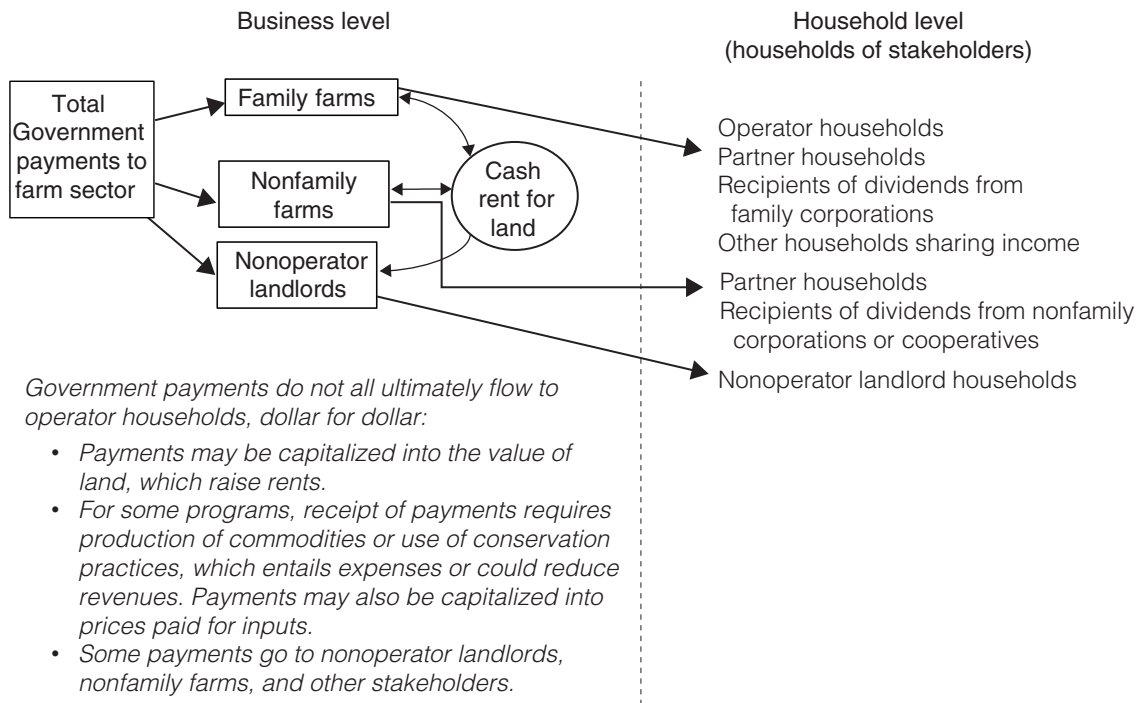 Business level
Household level
(households of stakeholders)
Total
Government
payments to
farm sector
Family farms
Nonfamily
farms
Nonoperator
landlords
Cash
rent for
land
Operator households
Partner households
Recipients of dividends from
family corporations
Other households sharing income
Partner households
Recipients of dividends from nonfamily
corporations or cooperatives
Nonoperator landlord households
Government payments do not all ultimately flow to
operator households, dollar for dollar:
• Payments may be capitalized into the value of
land, which raise rents.
• For some programs, receipt of payments requires
production of commodities or use of conservation
practices, which entails expenses or could reduce
revenues. Payments may also be capitalized into
prices paid for inputs.
• Some payments go to nonoperator landlords,
nonfamily farms, and other stakeholders.